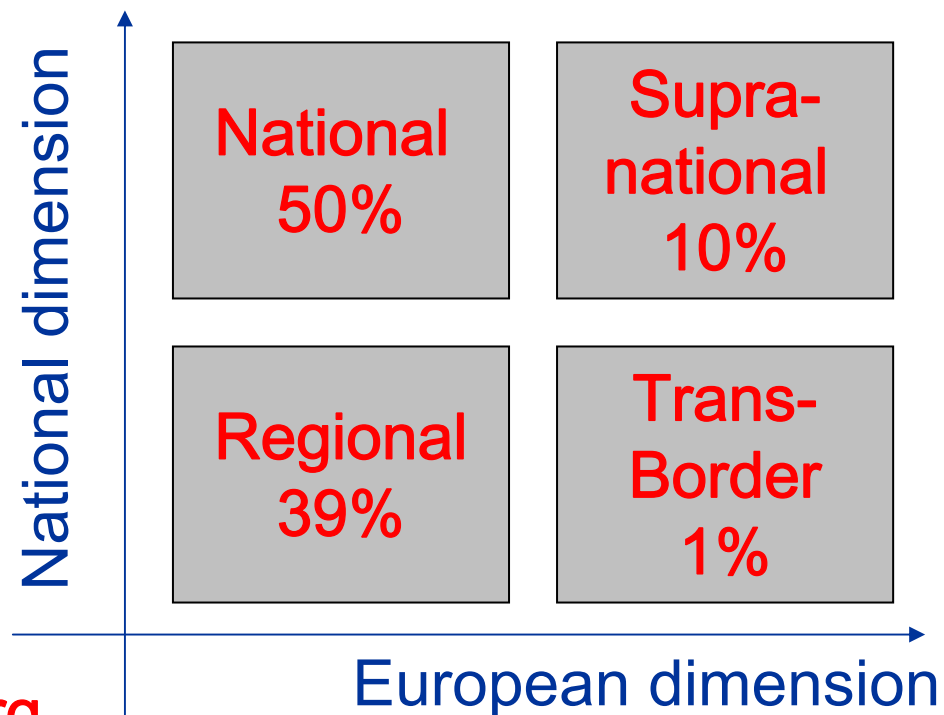 National dimension
National
50%
Supra-
national
10%
Regional
39%
Trans-
Border
1%
European dimension